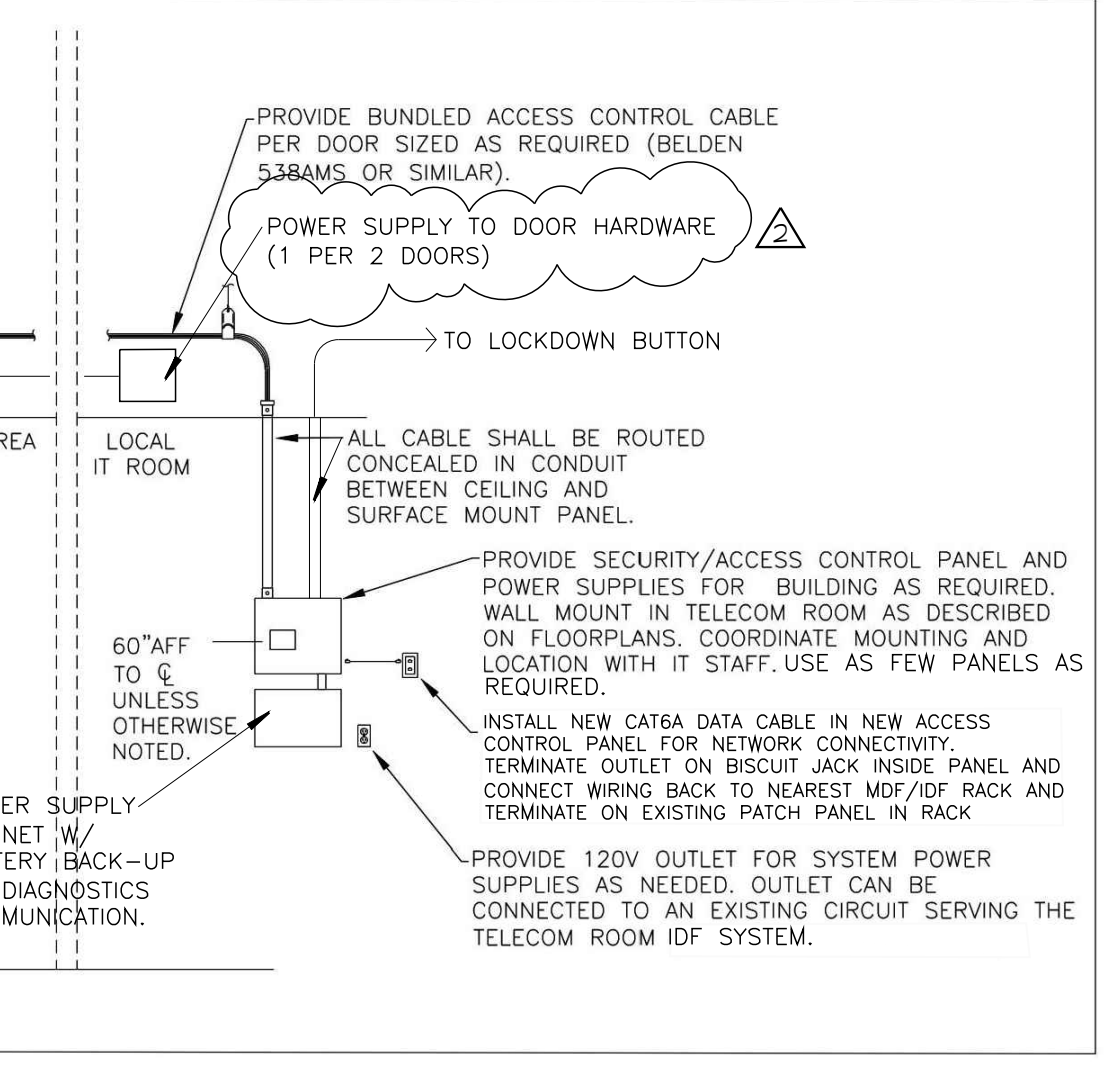 PROVIDE BUNDLED ACCESS CONTROL CABLE
PER DOOR SIZED AS REQUIRED (BELDEN
538AMS OR SIMILAR).
POWER SUPPLY TO DOOR HARDWARE
(1 PER 2 DOORS)
2
TO LOCKDOWN BUTTON
REA
LOCAL
IT ROOM
ALL CABLE SHALL BE ROUTED
CONCEALED IN CONDUIT
BETWEEN CEILING AND
SURFACE MOUNT PANEL.
PROVIDE SECURITY/ACCESS CONTROL PANEL AND
POWER SUPPLIES FOR BUILDING AS REQUIRED.
WALL MOUNT IN TELECOM ROOM AS DESCRIBED
ON FLOORPLANS. COORDINATE MOUNTING AND
LOCATION WITH IT STAFF. USE AS FEW PANELS AS
REQUIRED.
60"AFF
TO ℄
UNLESS
OTHERWISE
NOTED.
INSTALL NEW CAT6A DATA CABLE IN NEW ACCESS
CONTROL PANEL FOR NETWORK CONNECTIVITY.
TERMINATE OUTLET ON BISCUIT JACK INSIDE PANEL AND
CONNECT WIRING BACK TO NEAREST MDF/IDF RACK AND
TERMINATE ON EXISTING PATCH PANEL IN RACK
ER SUPPLY
NET W/
TERY BACK-UP
DIAGNOSTICS
MUNICATION.
PROVIDE 120V OUTLET FOR SYSTEM POWER
SUPPLIES AS NEEDED. OUTLET CAN BE
CONNECTED TO AN EXISTING CIRCUIT SERVING THE
TELECOM ROOM IDF SYSTEM.